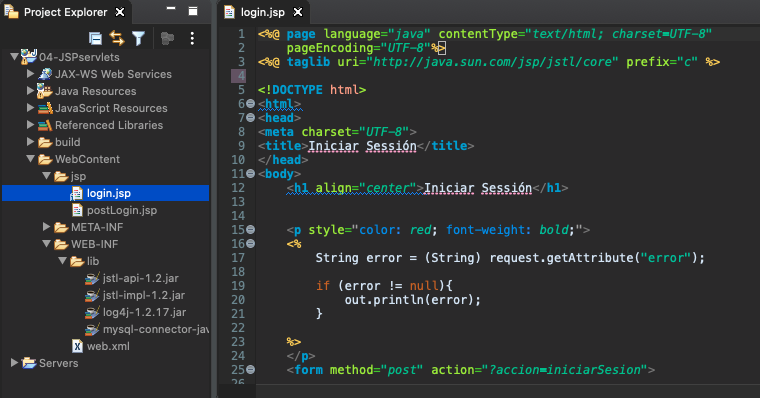 Project Explorer
04-JSPservlets
JAX-WS Web Services
Java Resources
JavaScript Resources
Referenced Libraries
build
WebContent
jsp
login.jsp
postLogin.jsp
META-INF
WEB-INF
lib
jstl-api-1.2.jar
jstl-impl-1.2.jar
log4j-1.2.17.jar
mysql-connector-jav
web.xml
Servers
login.jsp
1 <%@ page language="java" contentType="text/html; charset=UTF-8"
2 pageEncoding="UTF-8"%>
3 <%@ taglib uri="http://java.sun.com/jsp/jstl/core" prefix="c" %>
4
5 <!DOCTYPE html>
6 <html>
7 <head>
8 <meta charset="UTF-8">
9 <title>Iniciar Sessión</title>
10 </head>
11 <body>
12 <h1 align="center">Iniciar Sessión</h1>
13
14
15 <p style="color: red; font-weight: bold;">
16 <%
17 String error = (String) request.getAttribute("error");
18
19 if (error != null){
20 out.println(error);
21 }
22
23 %>
24 </p>
25 <form method="post" action="?accion=iniciarSesion">
26